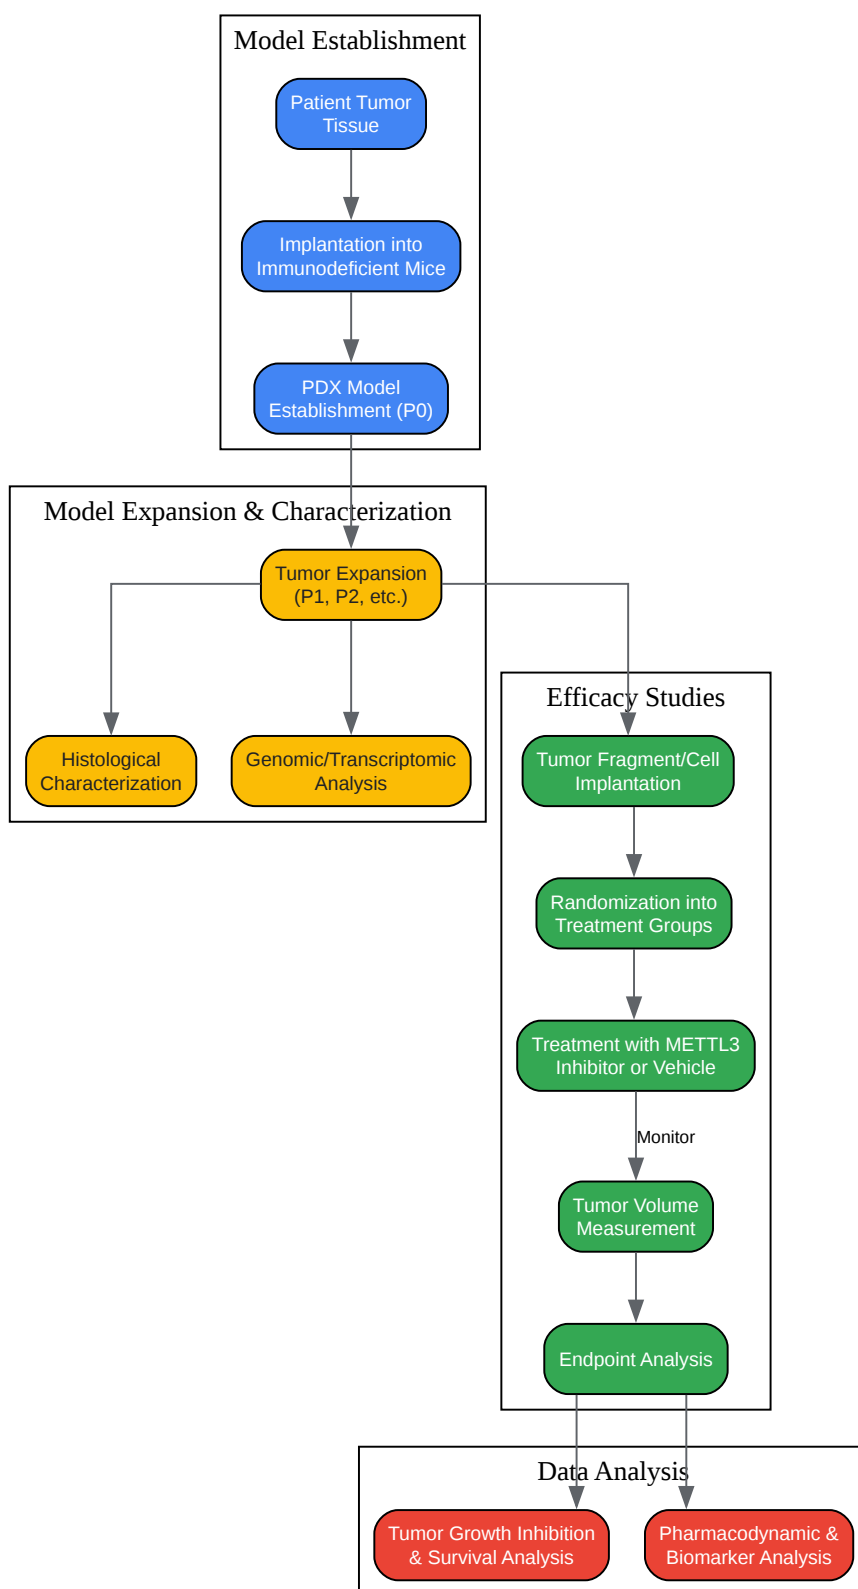 Model Establishment
Patient Tumor
Tissue
Implantation into
Immunodeficient Mice
PDX Model
Establishment (P0)
Model Expansion & Characterization
Tumor Expansion
(P1, P2, etc.)
Histological
Characterization
Genomic/Transcriptomic
Analysis
Efficacy Studies
Tumor Fragment/Cell
Implantation
Randomization into
Treatment Groups
Treatment with METTL3
Inhibitor or Vehicle
Monitor
Tumor Volume
Measurement
Endpoint Analysis
Data Analysis
Tumor Growth Inhibition
& Survival Analysis
Pharmacodynamic &
Biomarker Analysis